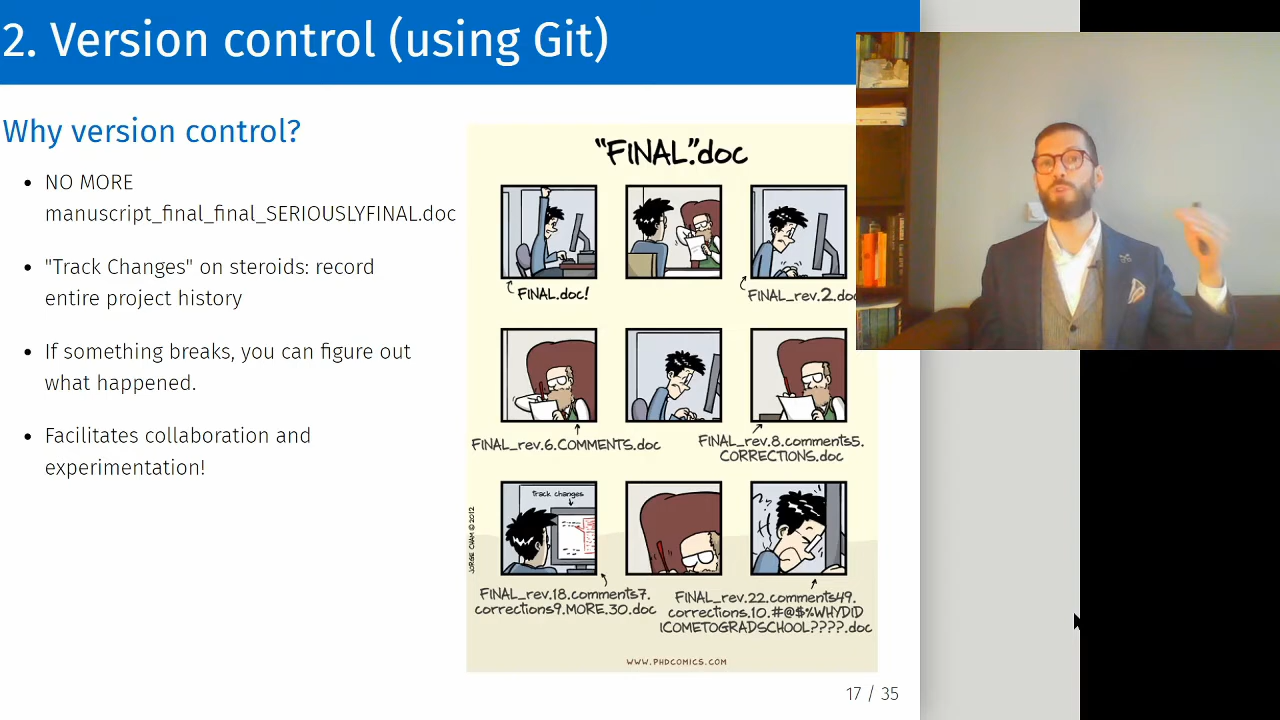 2. Version control (using Git)
Why version control?
• NO MORE
manuscript_final_final_SERIOUSLYFINAL.doc
• "Track Changes" on steroids: record
entire project history
• If something breaks, you can figure out
what happened.
• Facilitates collaboration and
experimentation!
"FINAL".doc
FINAL.doc!
FINAL_rev.2.doc
FINAL_rev.6.COMMENTS.doc
FINAL_rev.8.comments5.
CORRECTIONS.doc
Track changes
FINAL_rev.18.comments7.
corrections9.MORE.30.doc
FINAL_rev.22.comments49.
corrections.10.#@$%WHYDID
ICOMETOGRADSCHOOL????.doc
JORGE CHAM © 2012
WWW.PHDCOMICS.COM
17 / 35